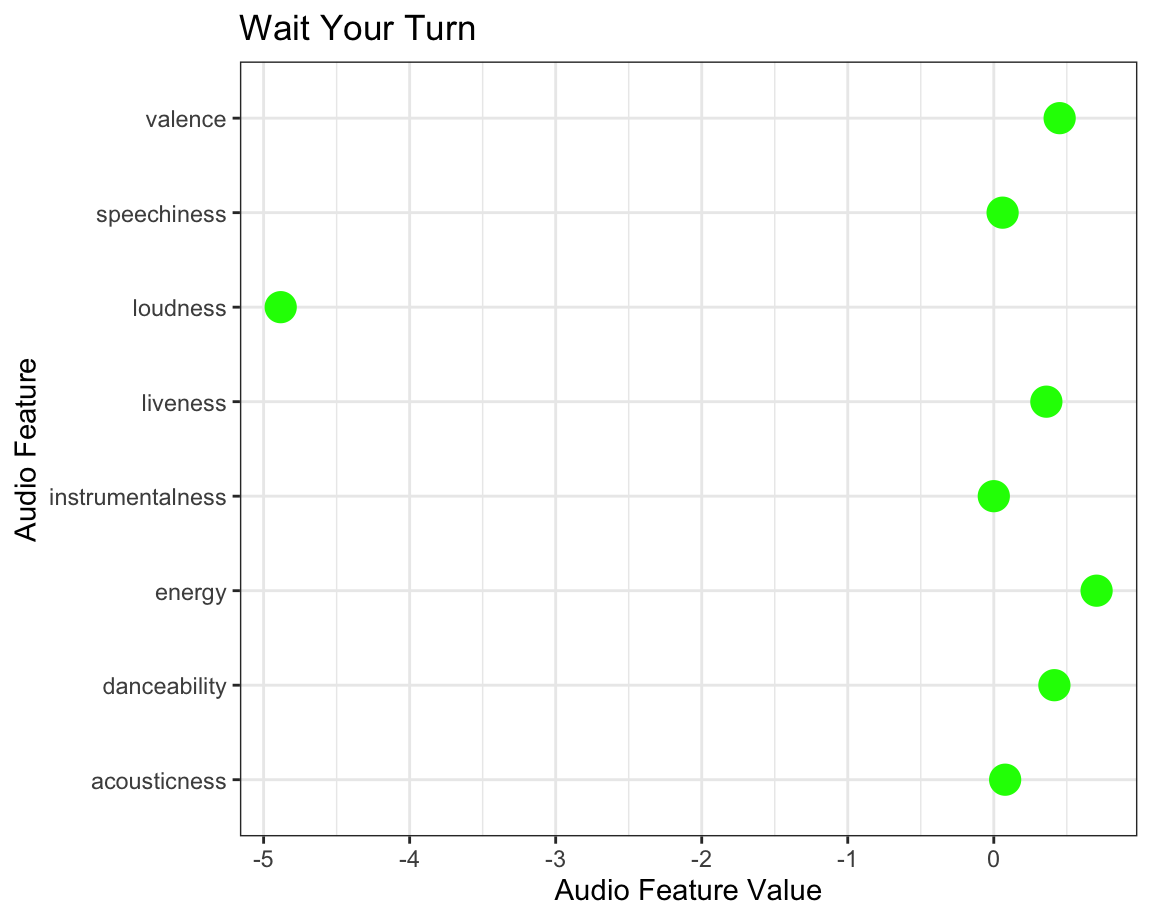 Wait Your Turn
valence
speechiness
loudness
liveness
instrumentalness
energy
danceability
acousticness
Audio Feature
-5 -4 -3 -2 -1 0
Audio Feature Value